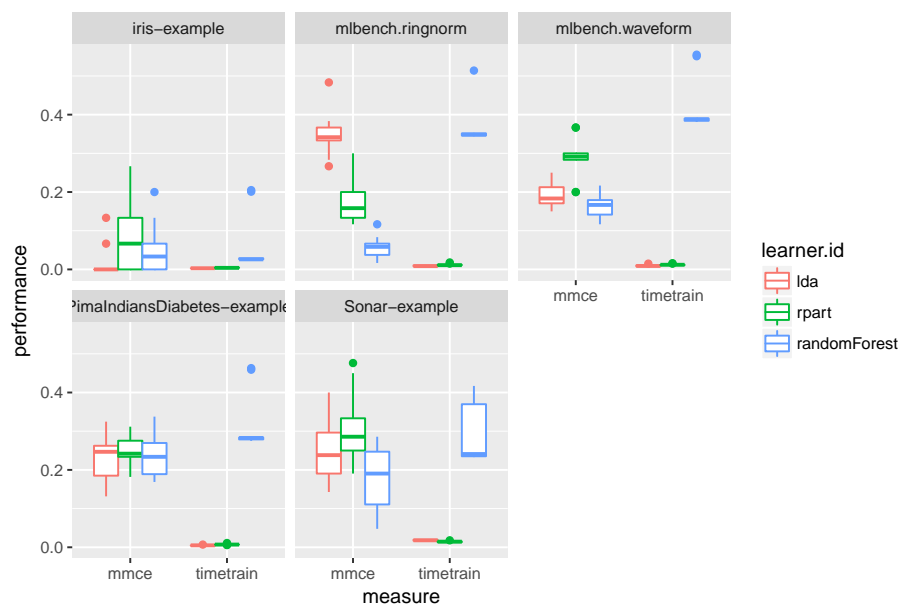 iris−example
mlbench.ringnorm
mlbench.waveform
0.4
0.2
0.0
mmce
timetrain
PimaIndiansDiabetes−example
Sonar−example
0.4
0.2
0.0
mmce
timetrain
mmce
timetrain
measure
performance
learner.id
lda
rpart
randomForest